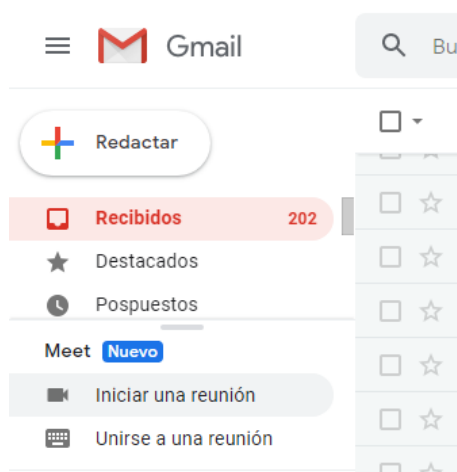 Gmail
Bu
Redactar
Recibidos 202
Destacados
Pospuestos
Meet Nuevo
Iniciar una reunión
Unirse a una reunión